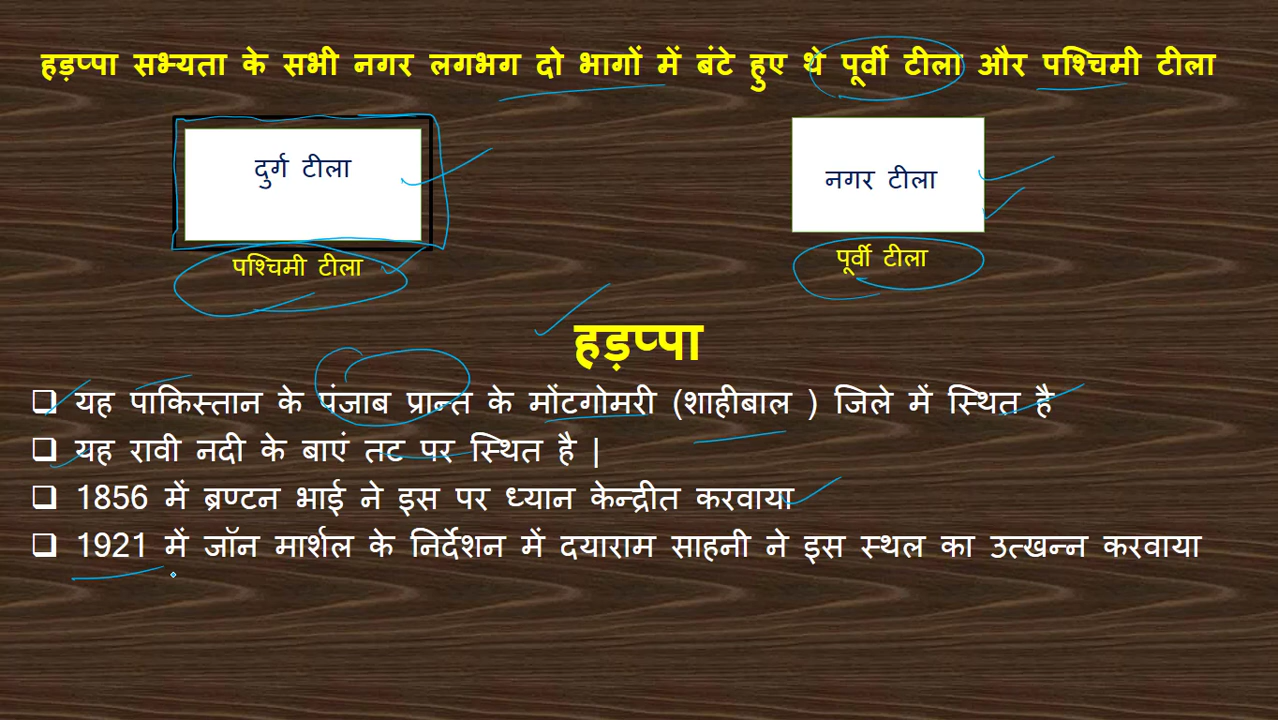 हड़प्पा सभ्यता के सभी नगर लगभग दो भागों में बंटे हुए थे पूर्वी टीला और पश्चिमी टीला
दुर्ग टीला
नगर टीला
पश्चिमी टीला
पूर्वी टीला
हड़प्पा
❑ यह पाकिस्तान के पंजाब प्रान्त के मोंटगोमरी (शाहीबाल ) जिले में स्थित है
❑ यह रावी नदी के बाएं तट पर स्थित है |
❑ 1856 में ब्रण्टन भाई ने इस पर ध्यान केन्द्रीत करवाया
❑ 1921 में जॉन मार्शल के निर्देशन में दयाराम साहनी ने इस स्थल का उत्खन्न करवाया